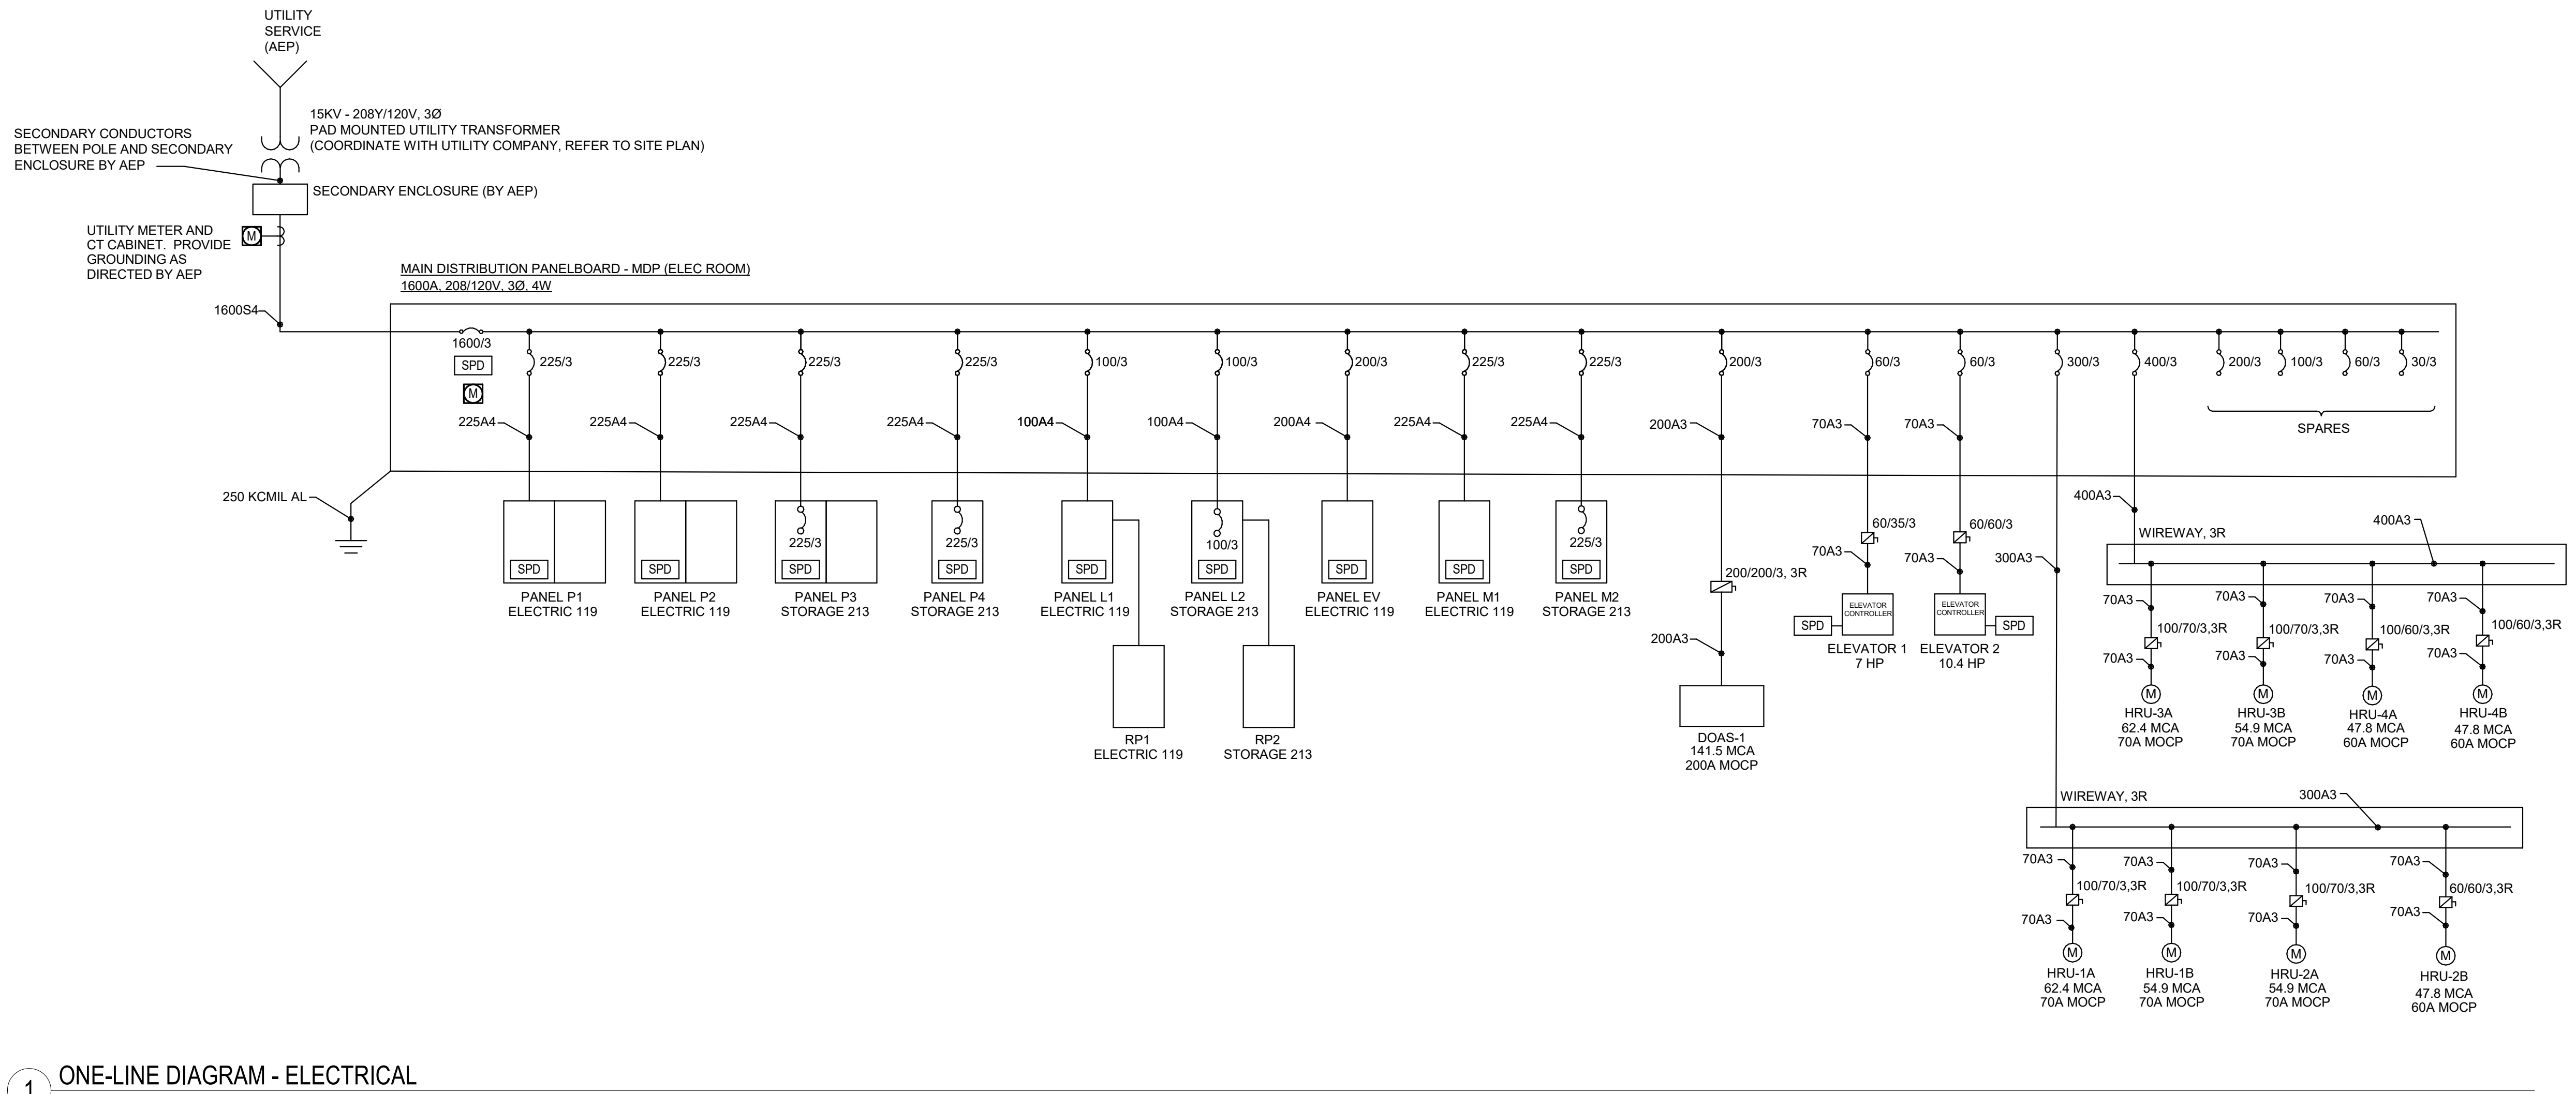 UTILITY
SERVICE
(AEP)
15KV - 208Y/120V, 3Ø
PAD MOUNTED UTILITY TRANSFORMER
(COORDINATE WITH UTILITY COMPANY, REFER TO SITE PLAN)
SECONDARY CONDUCTORS
BETWEEN POLE AND SECONDARY
ENCLOSURE BY AEP
SECONDARY ENCLOSURE (BY AEP)
UTILITY METER AND
CT CABINET. PROVIDE
GROUNDING AS
DIRECTED BY AEP
M
MAIN DISTRIBUTION PANELBOARD - MDP (ELEC ROOM)
1600A, 208/120V, 3Ø, 4W
1600S4
1600/3
SPD
M
225/3
225/3
225/3
225/3
100/3
100/3
200/3
225/3
225/3
200/3
60/3
60/3
300/3
400/3
200/3
100/3
60/3
30/3
SPARES
225A4
225A4
225A4
225A4
100A4
100A4
200A4
225A4
225A4
200A3
70A3
70A3
250 KCMIL AL
225/3
225/3
100/3
225/3
SPD
SPD
SPD
SPD
SPD
SPD
SPD
SPD
SPD
PANEL P1
ELECTRIC 119
PANEL P2
ELECTRIC 119
PANEL P3
STORAGE 213
PANEL P4
STORAGE 213
PANEL L1
ELECTRIC 119
PANEL L2
STORAGE 213
PANEL EV
ELECTRIC 119
PANEL M1
ELECTRIC 119
PANEL M2
STORAGE 213
RP1
ELECTRIC 119
RP2
STORAGE 213
200/200/3, 3R
200A3
DOAS-1
141.5 MCA
200A MOCP
60/35/3
70A3
ELEVATOR
CONTROLLER
SPD
ELEVATOR 1
7 HP
60/60/3
70A3
ELEVATOR
CONTROLLER
SPD
ELEVATOR 2
10.4 HP
300A3
400A3
400A3
WIREWAY, 3R
70A3
70A3
70A3
70A3
100/70/3,3R
100/70/3,3R
100/60/3,3R
100/60/3,3R
70A3
70A3
70A3
70A3
M
M
M
M
HRU-3A
62.4 MCA
70A MOCP
HRU-3B
54.9 MCA
70A MOCP
HRU-4A
47.8 MCA
60A MOCP
HRU-4B
47.8 MCA
60A MOCP
WIREWAY, 3R
300A3
70A3
70A3
70A3
70A3
100/70/3,3R
100/70/3,3R
100/70/3,3R
60/60/3,3R
70A3
70A3
70A3
70A3
M
M
M
M
HRU-1A
62.4 MCA
70A MOCP
HRU-1B
54.9 MCA
70A MOCP
HRU-2A
54.9 MCA
70A MOCP
HRU-2B
47.8 MCA
60A MOCP
1
ONE-LINE DIAGRAM - ELECTRICAL